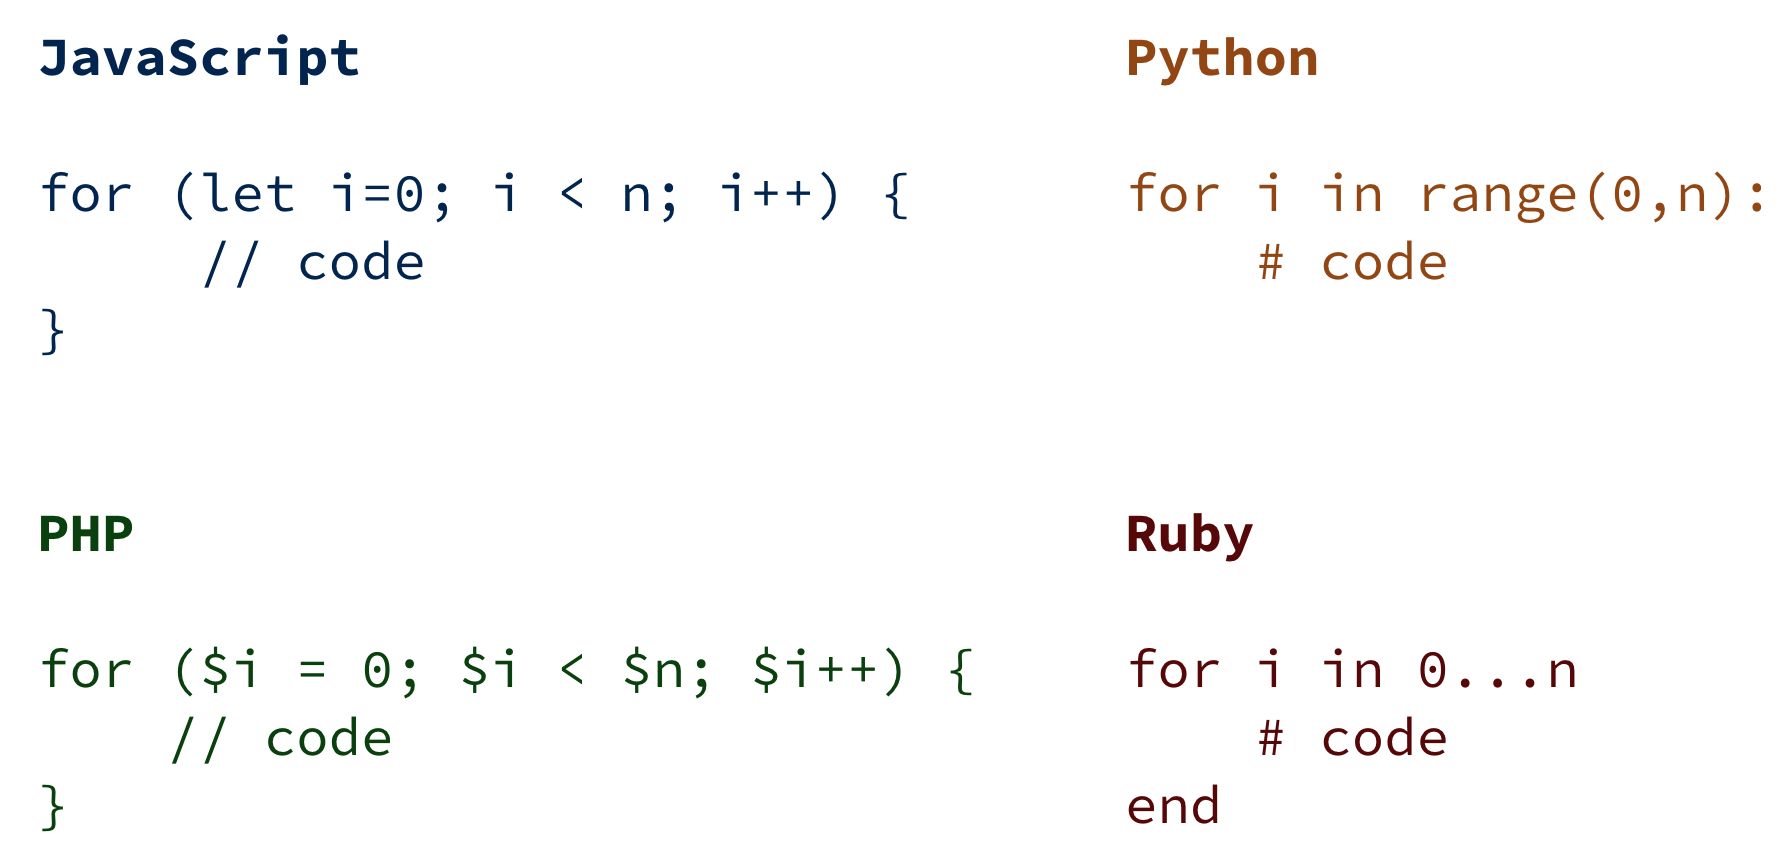 JavaScript
for (let i=0; i < n; i++) {
     // code
}
Python
for i in range(0,n):
    # code
PHP
for ($i = 0; $i < $n; $i++) {
    // code
}
Ruby
for i in 0...n
    # code
end